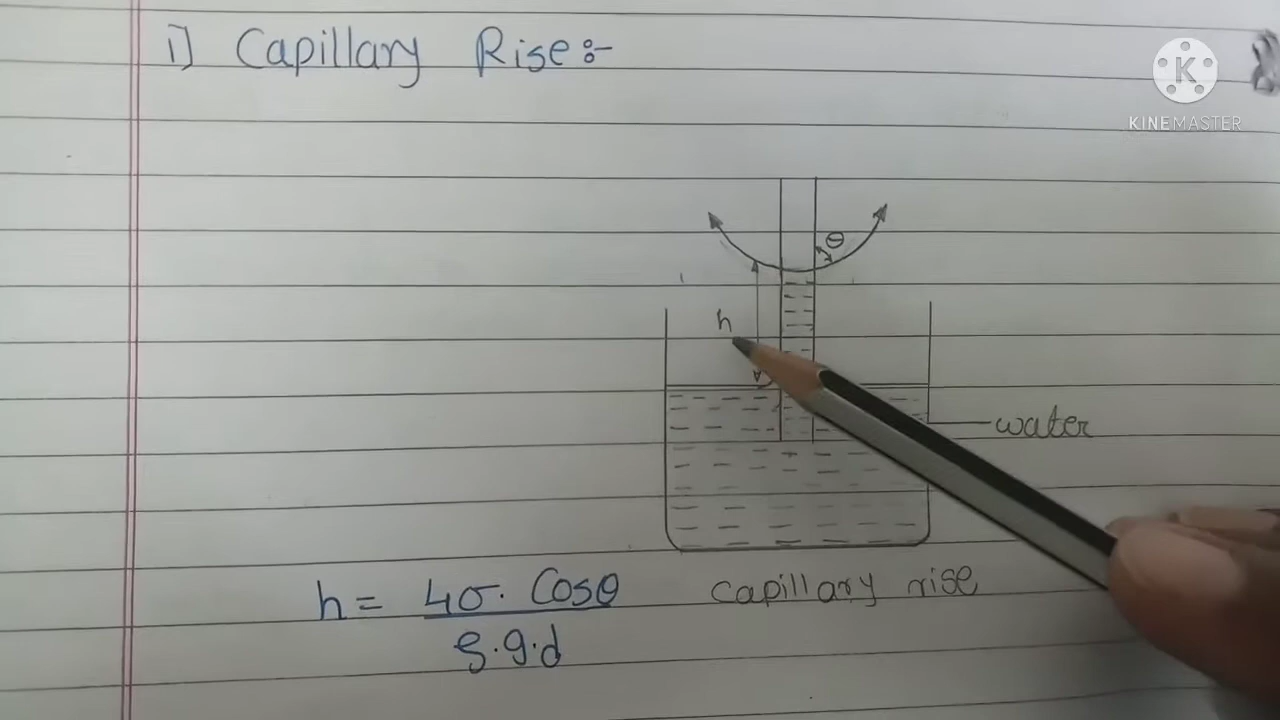 i) Capillary Rise:-
K
KINEMASTER
θ
h
water
h = 4σ. Cosθ
ρ.g.d
capillary rise